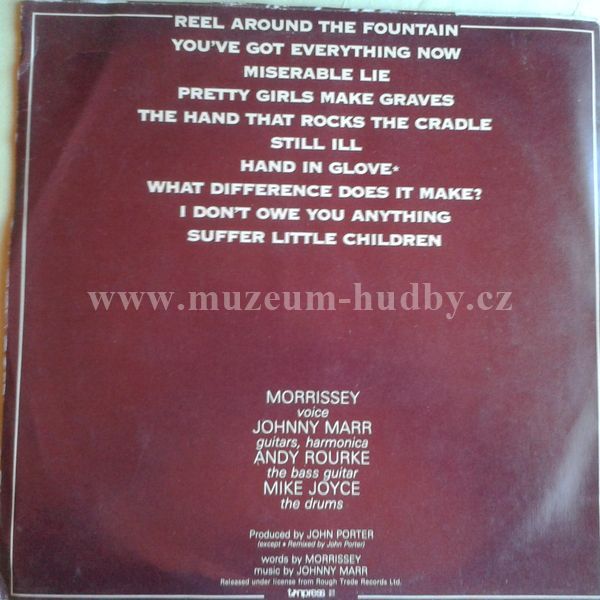 REEL AROUND THE FOUNTAIN
YOU'VE GOT EVERYTHING NOW
MISERABLE LIE
PRETTY GIRLS MAKE GRAVES
THE HAND THAT ROCKS THE CRADLE
STILL ILL
HAND IN GLOVE*
WHAT DIFFERENCE DOES IT MAKE?
I DON'T OWE YOU ANYTHING
SUFFER LITTLE CHILDREN
www.muzeum-hudby.cz
MORRISSEY
voice
JOHNNY MARR
guitars, harmonica
ANDY ROURKE
the bass guitar
MIKE JOYCE
the drums
Produced by JOHN PORTER
(except * Remixed by John Porter)
words by MORRISSEY
music by JOHNNY MARR
Released under license from Rough Trade Records Ltd.
tonpress